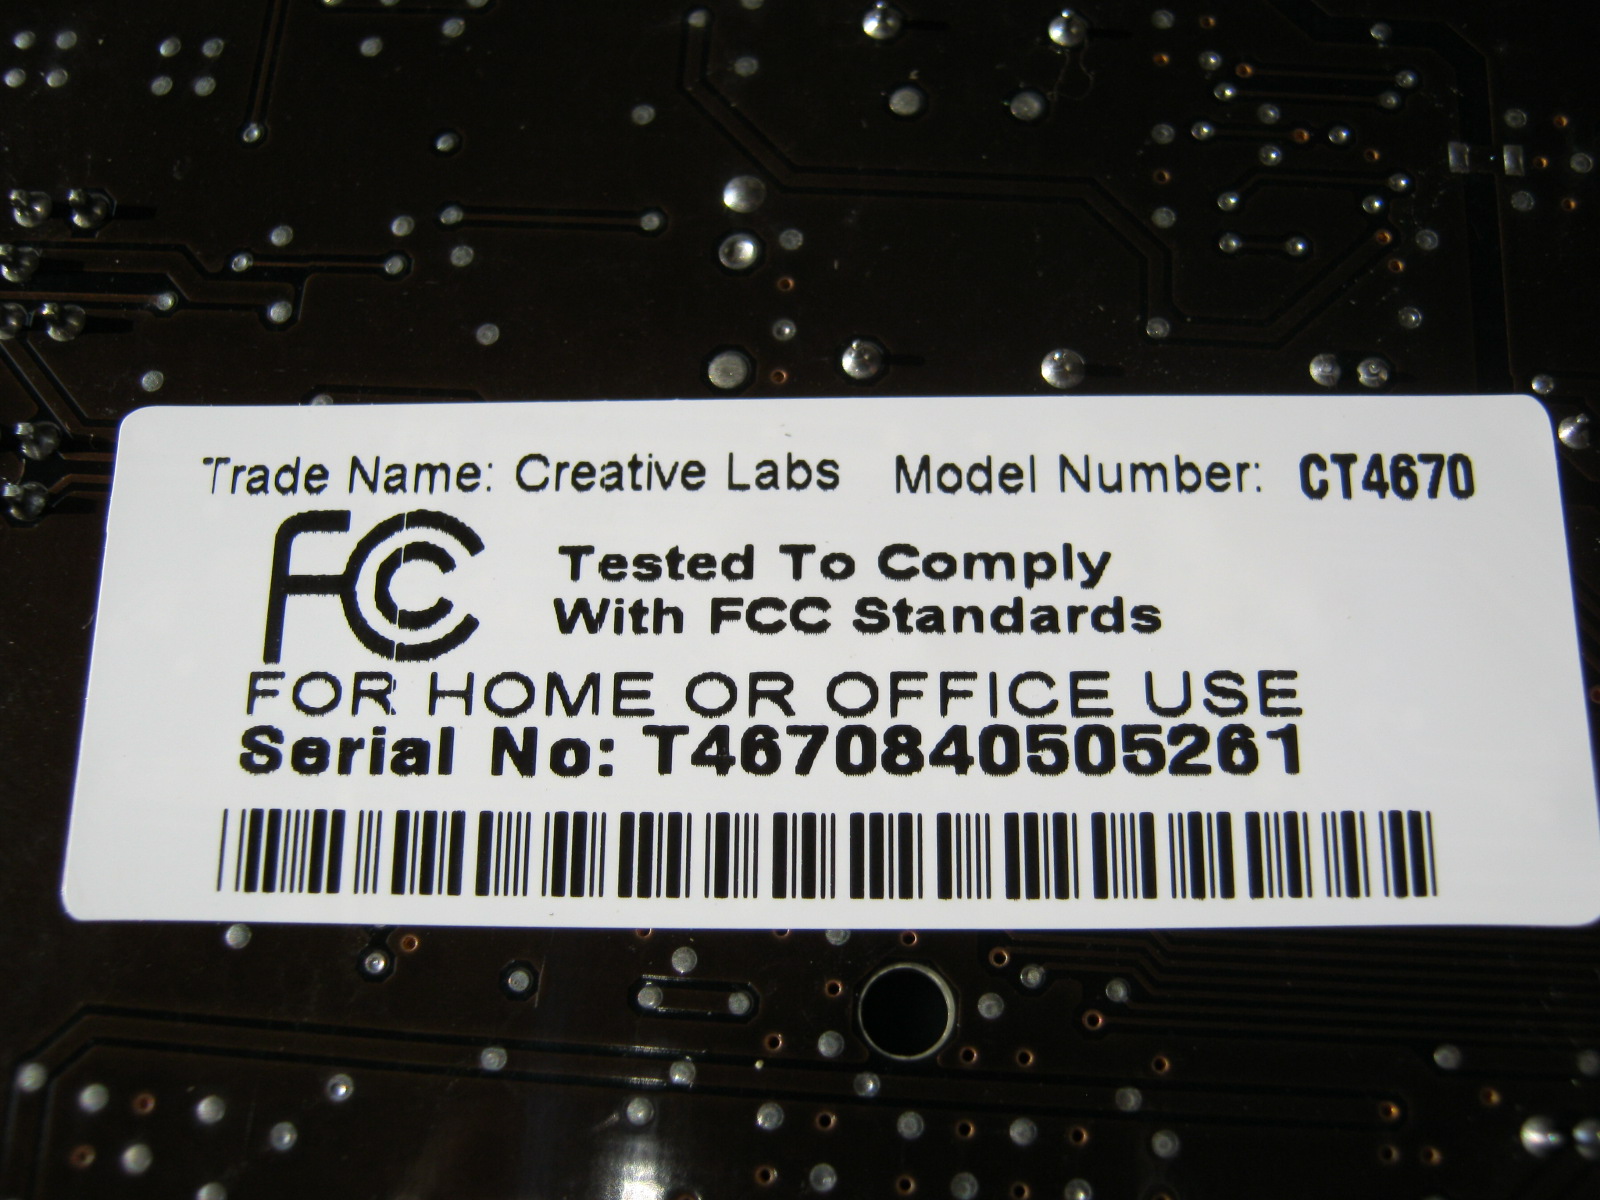 Trade Name: Creative Labs Model Number: CT4670
FCC Tested To Comply
With FCC Standards
FOR HOME OR OFFICE USE
Serial No: T4670840505261